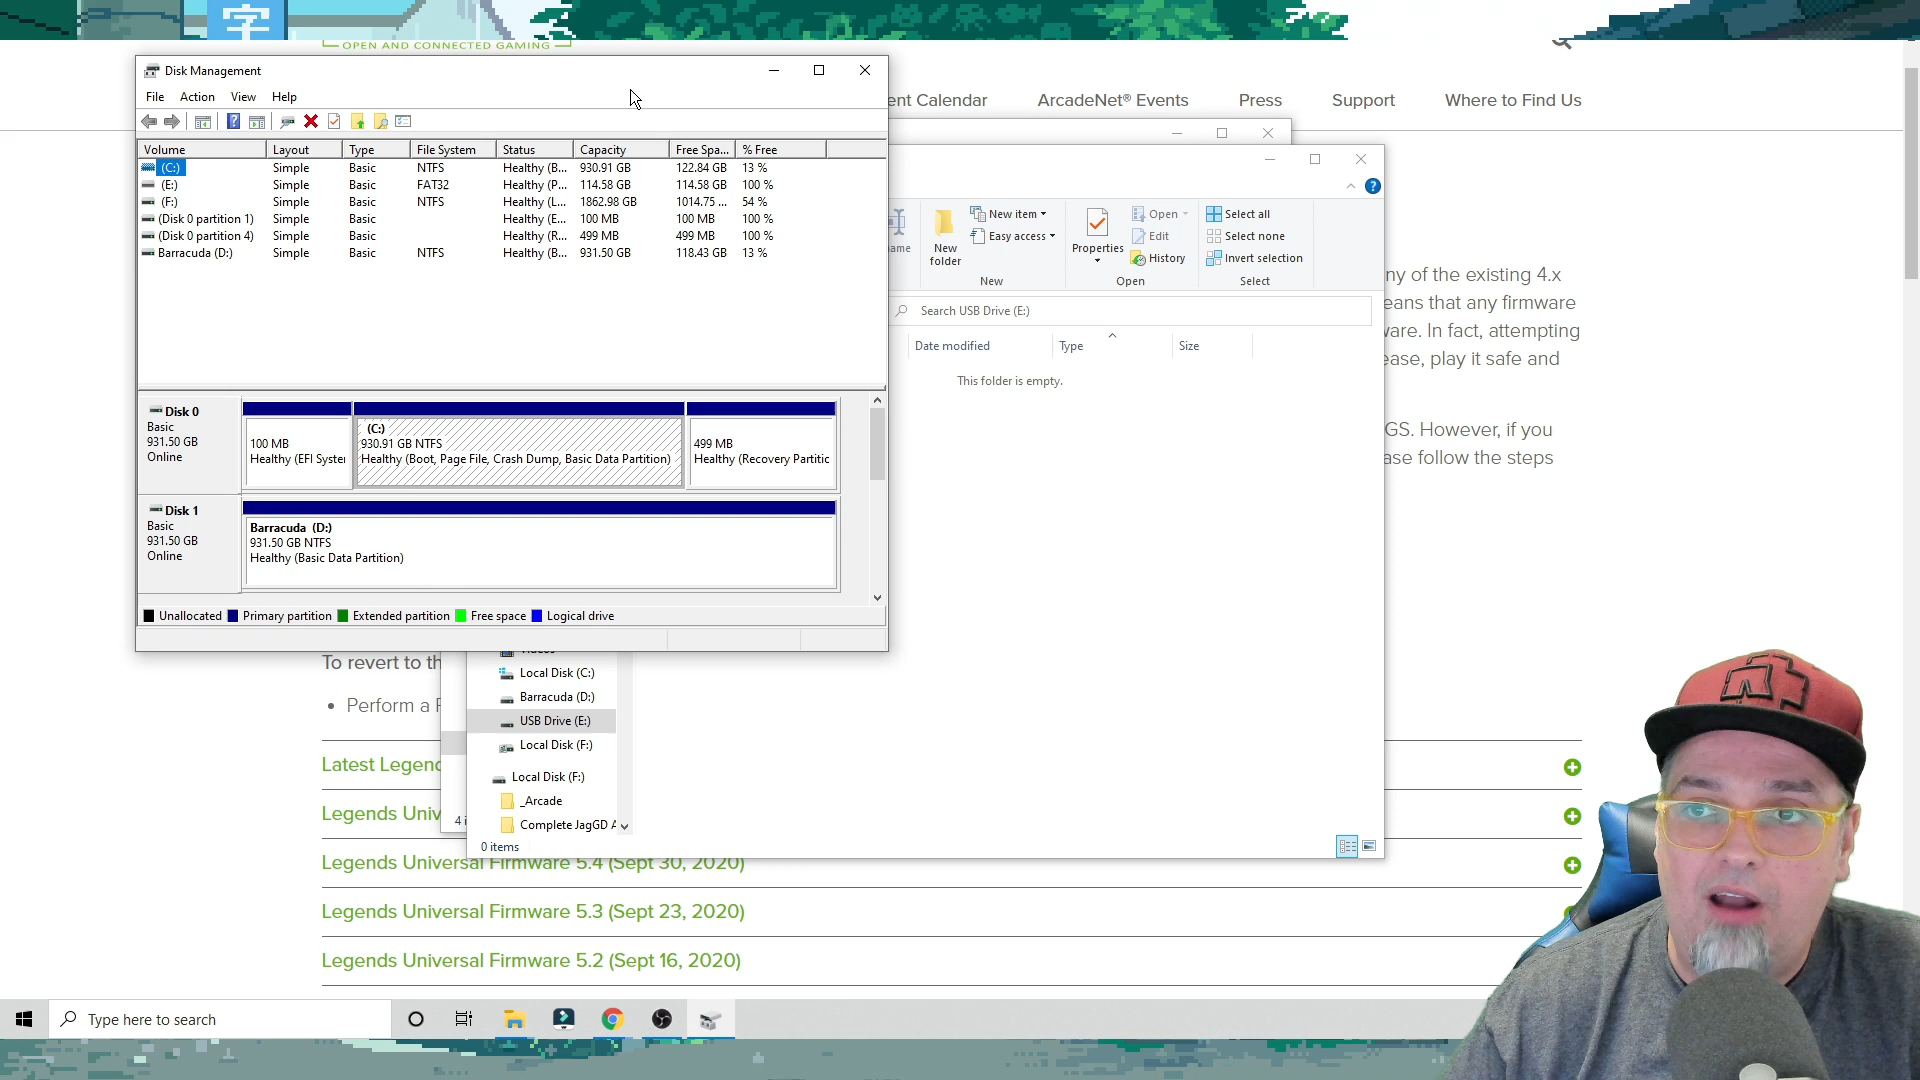 字
OPEN AND CONNECTED GAMING
Disk Management
File Action View Help
ent Calendar ArcadeNet® Events Press Support Where to Find Us
Volume Layout Type File System Status Capacity Free Spa... % Free
(C:) Simple Basic NTFS Healthy (B... 930.91 GB 122.84 GB 13 %
(E:) Simple Basic FAT32 Healthy (P... 114.58 GB 114.58 GB 100 %
(F:) Simple Basic NTFS Healthy (L... 1862.98 GB 1014.75 ... 54 %
(Disk 0 partition 1) Simple Basic Healthy (E... 100 MB 100 MB 100 %
(Disk 0 partition 4) Simple Basic Healthy (R... 499 MB 499 MB 100 %
Barracuda (D:) Simple Basic NTFS Healthy (B... 931.50 GB 118.43 GB 13 %
ame
New folder
New item
Easy access
New
Properties
Open
Edit
History
Open
Select all
Select none
Invert selection
Select
Search USB Drive (E:)
Date modified Type Size
This folder is empty.
ny of the existing 4.x
eans that any firmware
vare. In fact, attempting
ease, play it safe and
GS. However, if you
ase follow the steps
Disk 0
Basic
931.50 GB
Online
100 MB
Healthy (EFI Syste
(C:)
930.91 GB NTFS
Healthy (Boot, Page File, Crash Dump, Basic Data Partition)
499 MB
Healthy (Recovery Partitic
Disk 1
Basic
931.50 GB
Online
Barracuda (D:)
931.50 GB NTFS
Healthy (Basic Data Partition)
Unallocated Primary partition Extended partition Free space Logical drive
To revert to th
Perform a F
Local Disk (C:)
Barracuda (D:)
USB Drive (E:)
Local Disk (F:)
Local Disk (F:)
_Arcade
Complete JagGD A
4 i
0 items
Latest Legenc
Legends Univ
Legends Universal Firmware 5.4 (Sept 30, 2020)
Legends Universal Firmware 5.3 (Sept 23, 2020)
Legends Universal Firmware 5.2 (Sept 16, 2020)
Type here to search